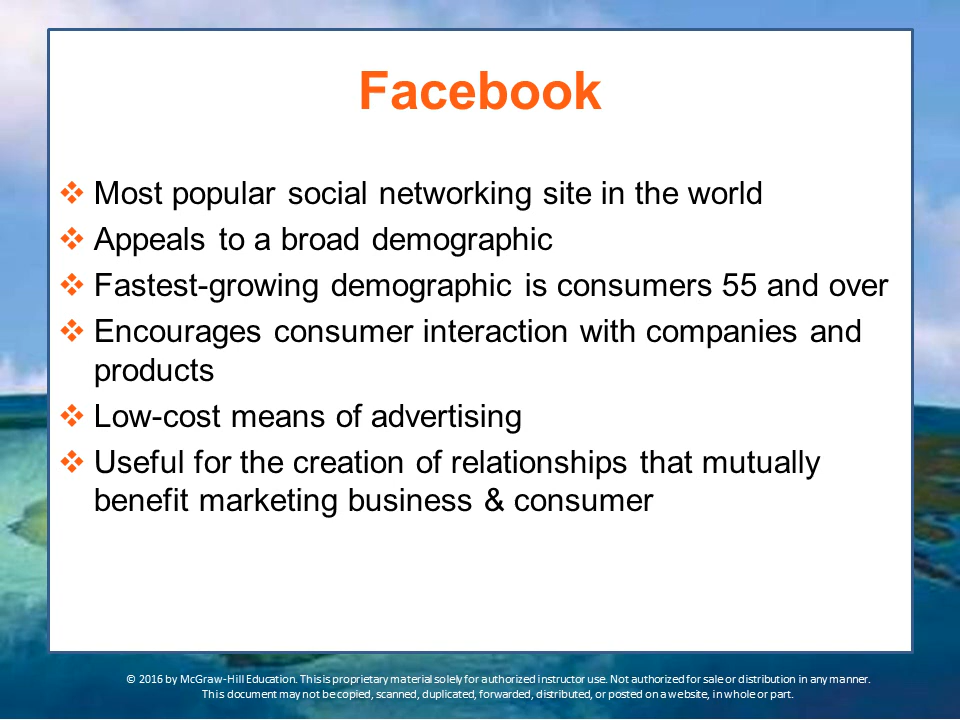 Facebook
❖ Most popular social networking site in the world
❖ Appeals to a broad demographic
❖ Fastest-growing demographic is consumers 55 and over
❖ Encourages consumer interaction with companies and
products
❖ Low-cost means of advertising
❖ Useful for the creation of relationships that mutually
benefit marketing business & consumer
© 2016 by McGraw-Hill Education. This is proprietary material solely for authorized instructor use. Not authorized for sale or distribution in any manner.
This document may not be copied, scanned, duplicated, forwarded, distributed, or posted on a website, in whole or part.